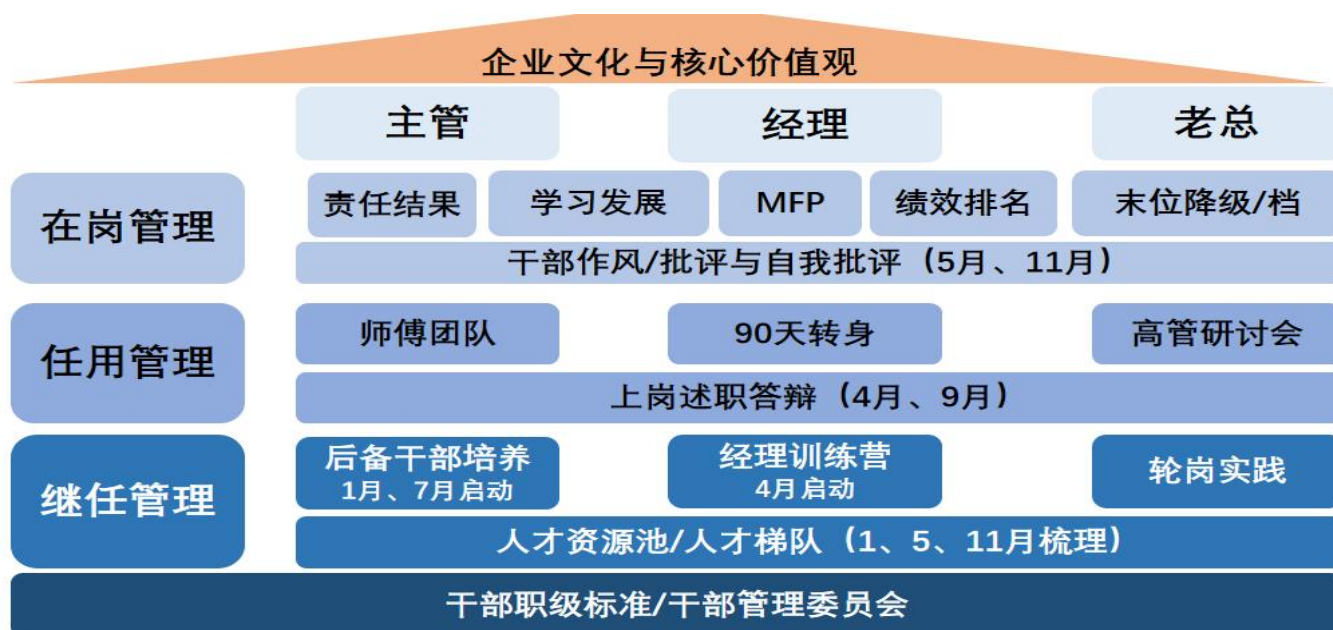 企业文化与核心价值观
主管 经理 老总
在岗管理
责任结果 学习发展 MFP 绩效排名 末位降级/档
干部作风/批评与自我批评（5月、11月）
任用管理
师傅团队 90天转身 高管研讨会
上岗述职答辩（4月、9月）
继任管理
后备干部培养
1月、7月启动
经理训练营
4月启动
轮岗实践
人才资源池/人才梯队（1、5、11月梳理）
干部职级标准/干部管理委员会